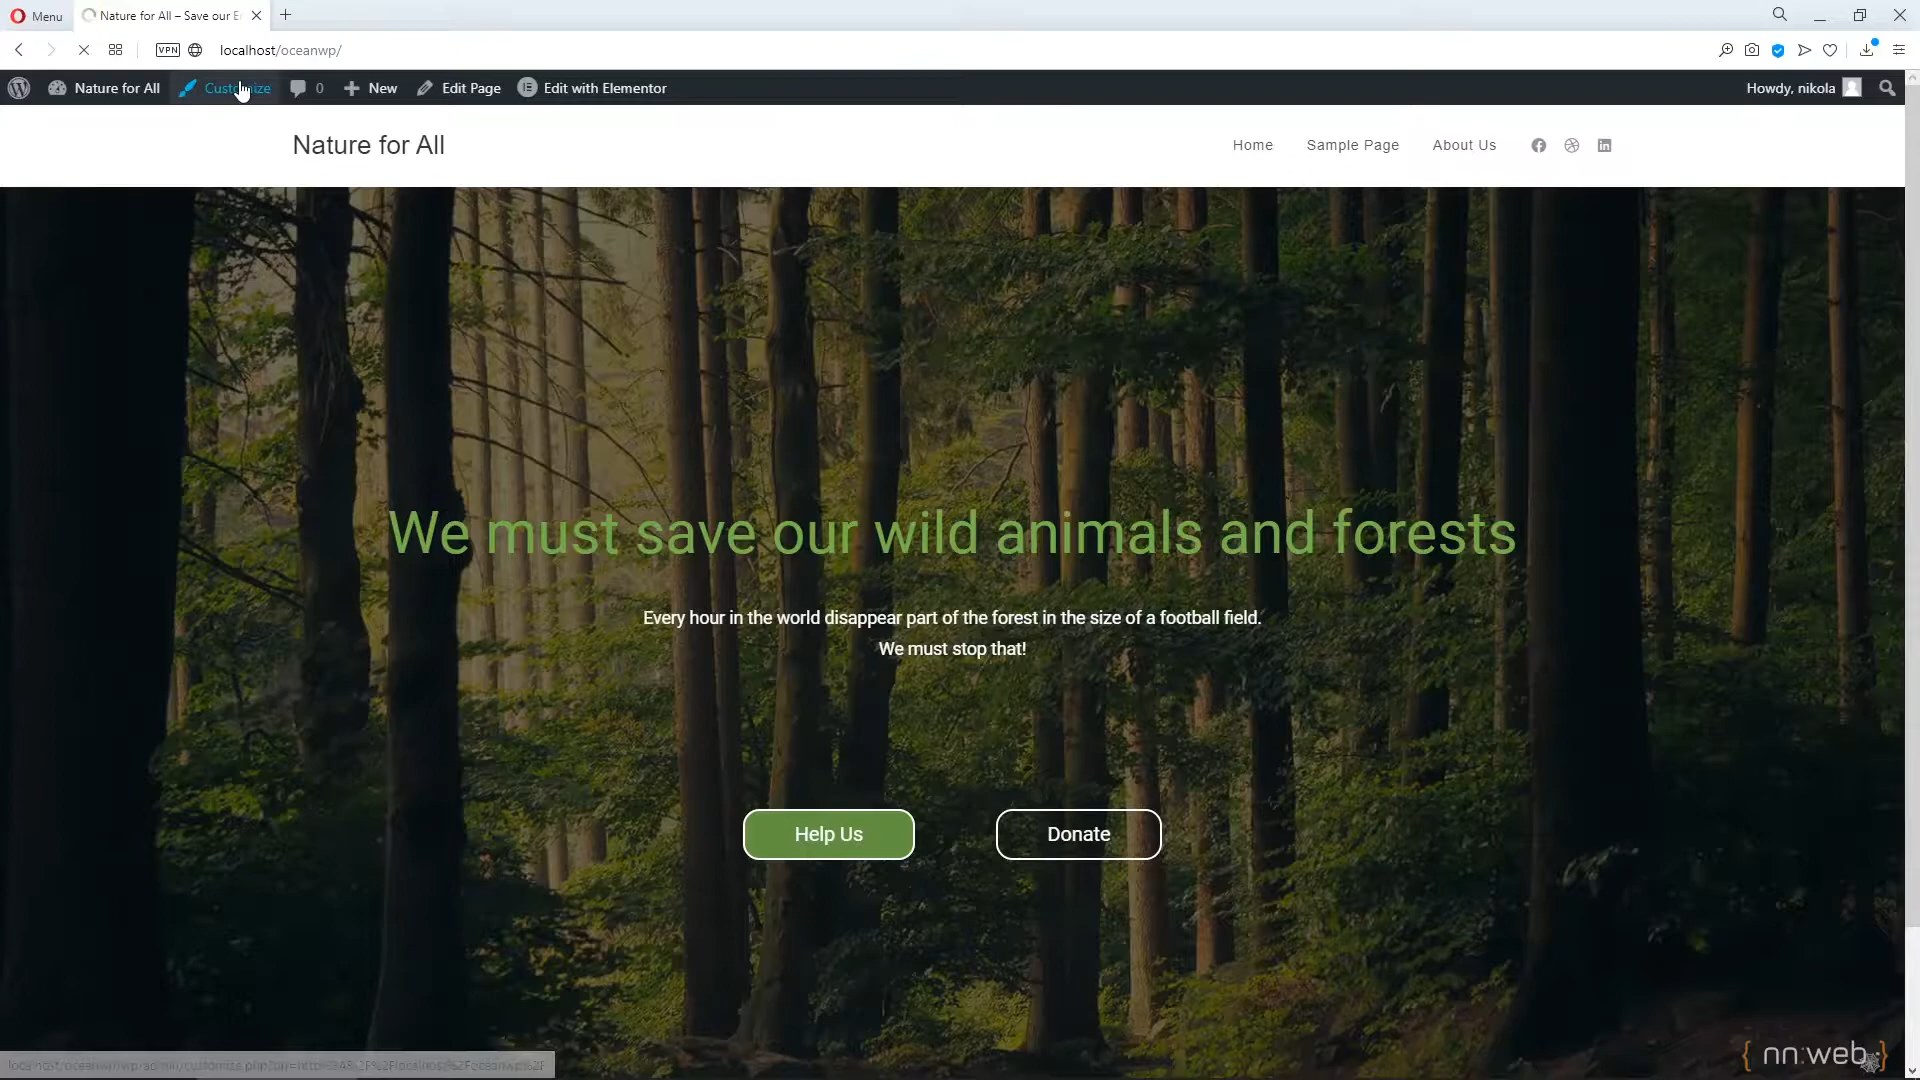 Menu
Nature for All – Save our E
VPN
localhost/oceanwp/
Nature for All
Customize
0
New
Edit Page
Edit with Elementor
Howdy, nikola
Nature for All
Home
Sample Page
About Us
We must save our wild animals and forests
Every hour in the world disappear part of the forest in the size of a football field.
We must stop that!
Help Us
Donate
{ nn:web }